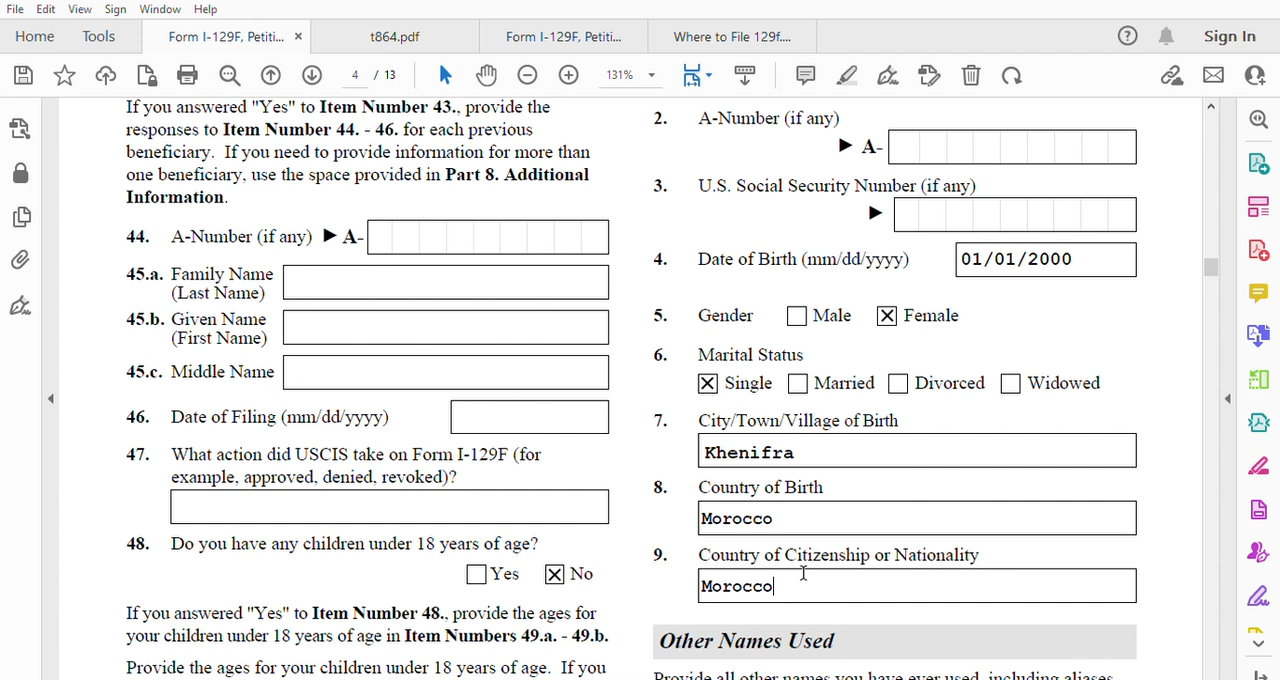 File Edit View Sign Window Help
Home Tools Form I-129F, Petiti... × t864.pdf Form I-129F, Petiti... Where to File 129f.... Sign In
4 / 13 131%
If you answered "Yes" to Item Number 43., provide the
responses to Item Number 44. - 46. for each previous
beneficiary. If you need to provide information for more than
one beneficiary, use the space provided in Part 8. Additional
Information.
44. A-Number (if any) ► A-
45.a. Family Name
(Last Name)
45.b. Given Name
(First Name)
45.c. Middle Name
46. Date of Filing (mm/dd/yyyy)
47. What action did USCIS take on Form I-129F (for
example, approved, denied, revoked)?
48. Do you have any children under 18 years of age?
Yes No
If you answered "Yes" to Item Number 48., provide the ages for
your children under 18 years of age in Item Numbers 49.a. - 49.b.
Provide the ages for your children under 18 years of age. If you
2. A-Number (if any)
► A-
3. U.S. Social Security Number (if any)
►
4. Date of Birth (mm/dd/yyyy) 01/01/2000
5. Gender Male Female
6. Marital Status
Single Married Divorced Widowed
7. City/Town/Village of Birth
Khenifra
8. Country of Birth
Morocco
9. Country of Citizenship or Nationality
Morocco
Other Names Used
Provide all other names you have ever used, including aliases,